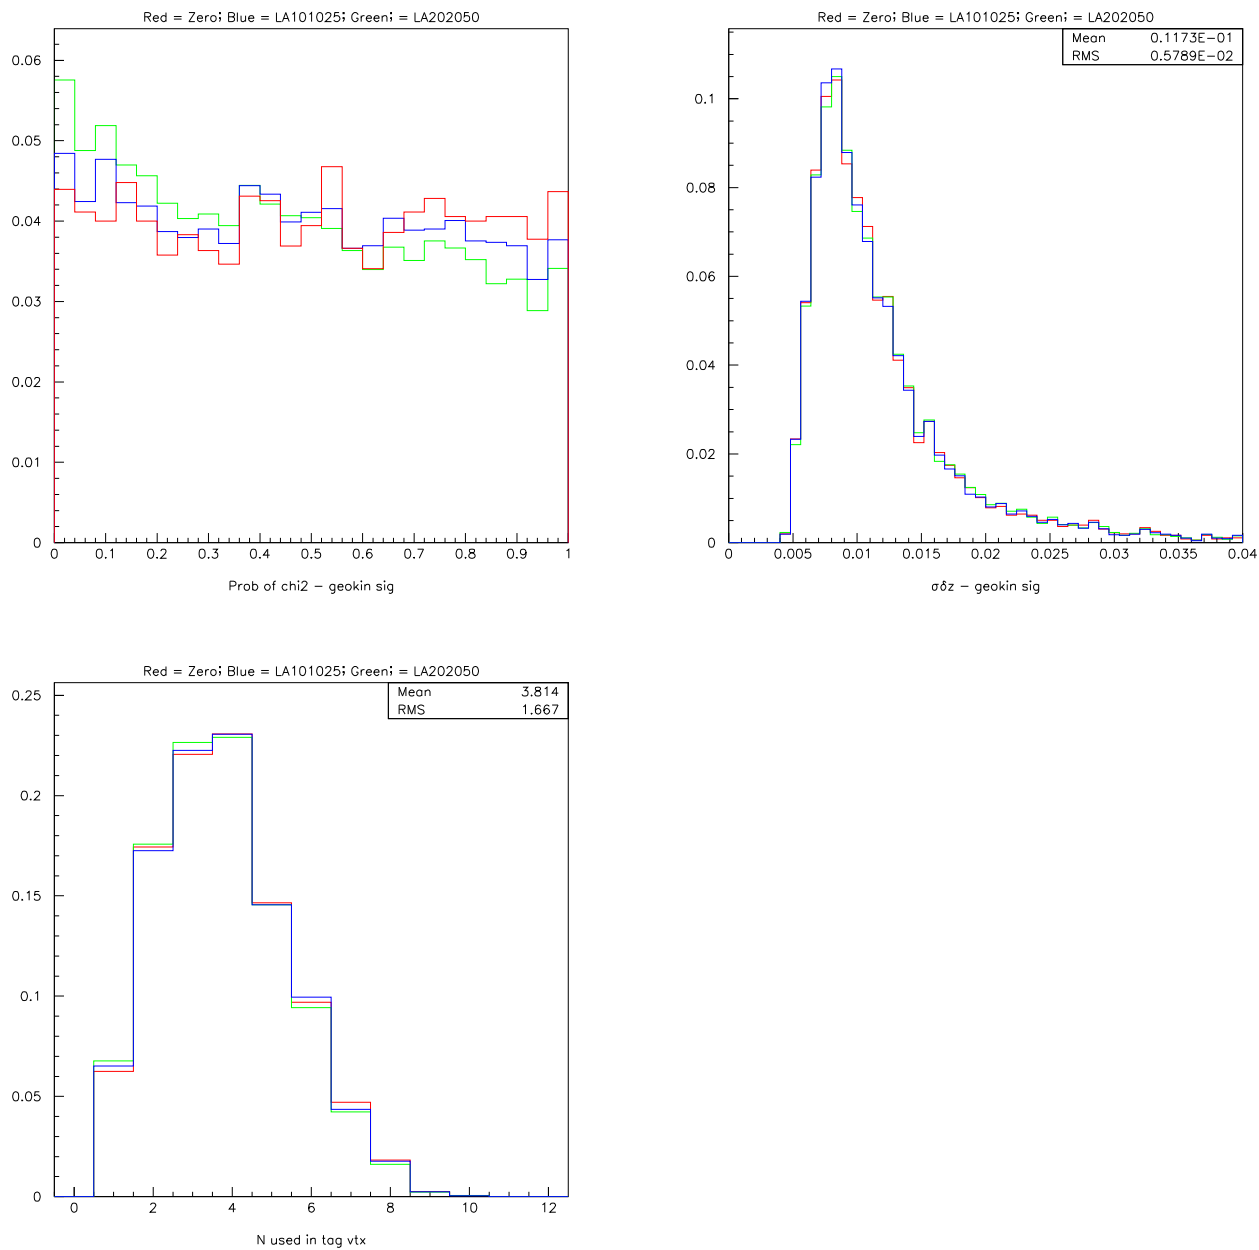 Red = Zero; Blue = LA101025; Green; = LA202050
0.06
0.05
0.04
0.03
0.02
0.01
0
0 0.1 0.2 0.3 0.4 0.5 0.6 0.7 0.8 0.9 1
Prob of chi2 – geokin sig
Red = Zero; Blue = LA101025; Green; = LA202050
Mean 0.1173E–01
RMS 0.5789E–02
0.1
0.08
0.06
0.04
0.02
0
0 0.005 0.01 0.015 0.02 0.025 0.03 0.035 0.04
σδz – geokin sig
Red = Zero; Blue = LA101025; Green; = LA202050
Mean 3.814
RMS 1.667
0.25
0.2
0.15
0.1
0.05
0
0 2 4 6 8 10 12
N used in tag vtx